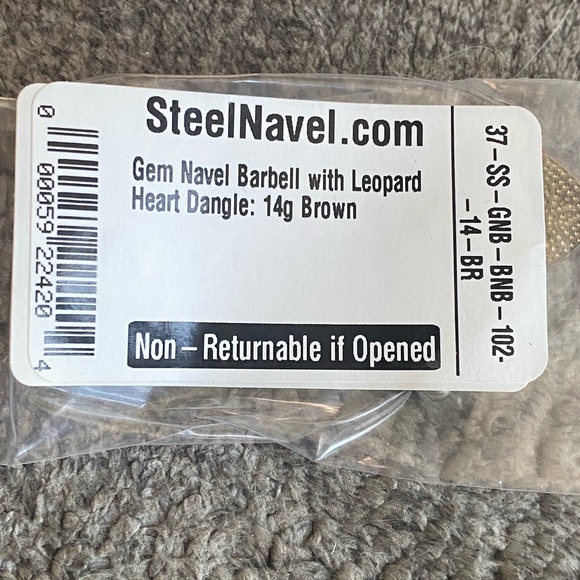 SteelNavel.com
Gem Navel Barbell with Leopard
Heart Dangle: 14g Brown
Non – Returnable if Opened
37 – SS – GNB – BNB – 102-
- 14 – BR
0 00059 22420 4